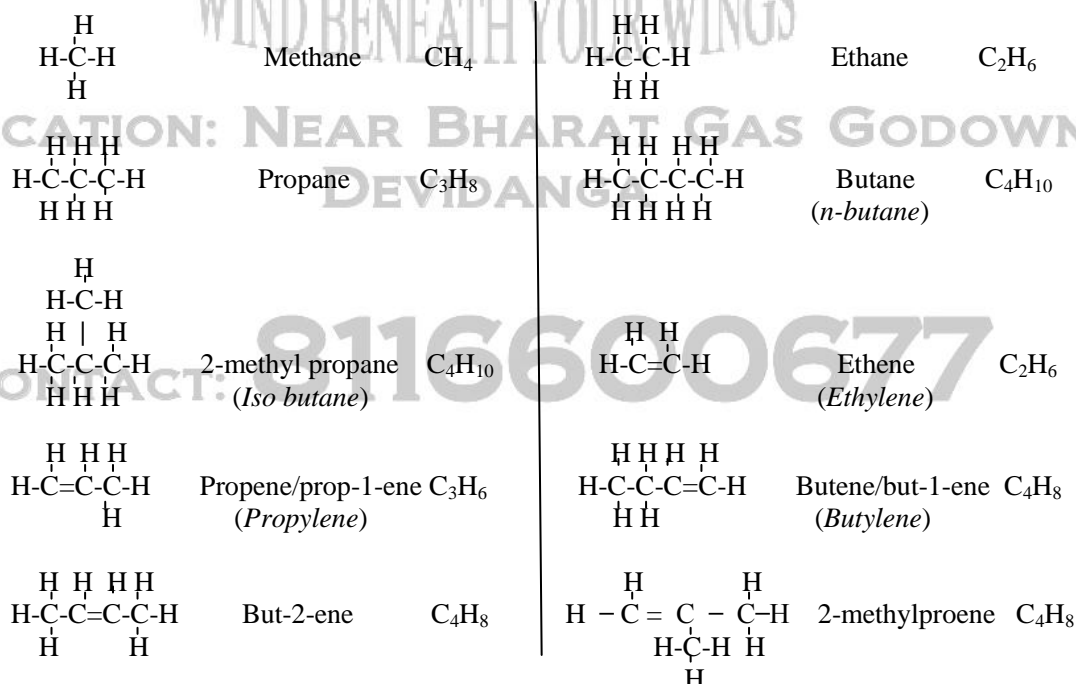 WIND BENEATH YOUR WINGS
H
H-C-H Methane CH₄
H
H H
H-C-C-H Ethane C₂H₆
H H
CATION: NEAR BHARAT GAS GODOWN
DEVIDANGA
H H H
H-C-C-C-H Propane C₃H₈
H H H
H H H H
H-C-C-C-C-H Butane C₄H₁₀
H H H H (n-butane)
H
H-C-H
H | H
H-C-C-C-H 2-methyl propane C₄H₁₀
H H H (Iso butane)
H H
H-C=C-H Ethene C₂H₆
(Ethylene)
ONTACT: 8116600677
H H H
H-C=C-C-H Propene/prop-1-ene C₃H₆
H (Propylene)
H H H H
H-C-C-C=C-H Butene/but-1-ene C₄H₈
H H (Butylene)
H H H H
H-C-C=C-C-H But-2-ene C₄H₈
H H
H H
H – C = C – C–H 2-methylproene C₄H₈
H-C-H H
H